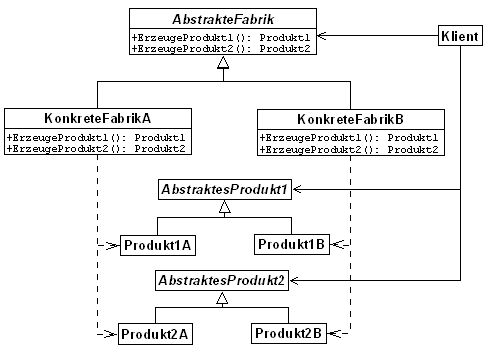 AbstrakteFabrik
+ErzeugeProdukt1(): Produkt1
+ErzeugeProdukt2(): Produkt2
Klient
KonkreteFabrikA
+ErzeugeProdukt1(): Produkt1
+ErzeugeProdukt2(): Produkt2
KonkreteFabrikB
+ErzeugeProdukt1(): Produkt1
+ErzeugeProdukt2(): Produkt2
AbstraktesProdukt1
Produkt1A
Produkt1B
AbstraktesProdukt2
Produkt2A
Produkt2B